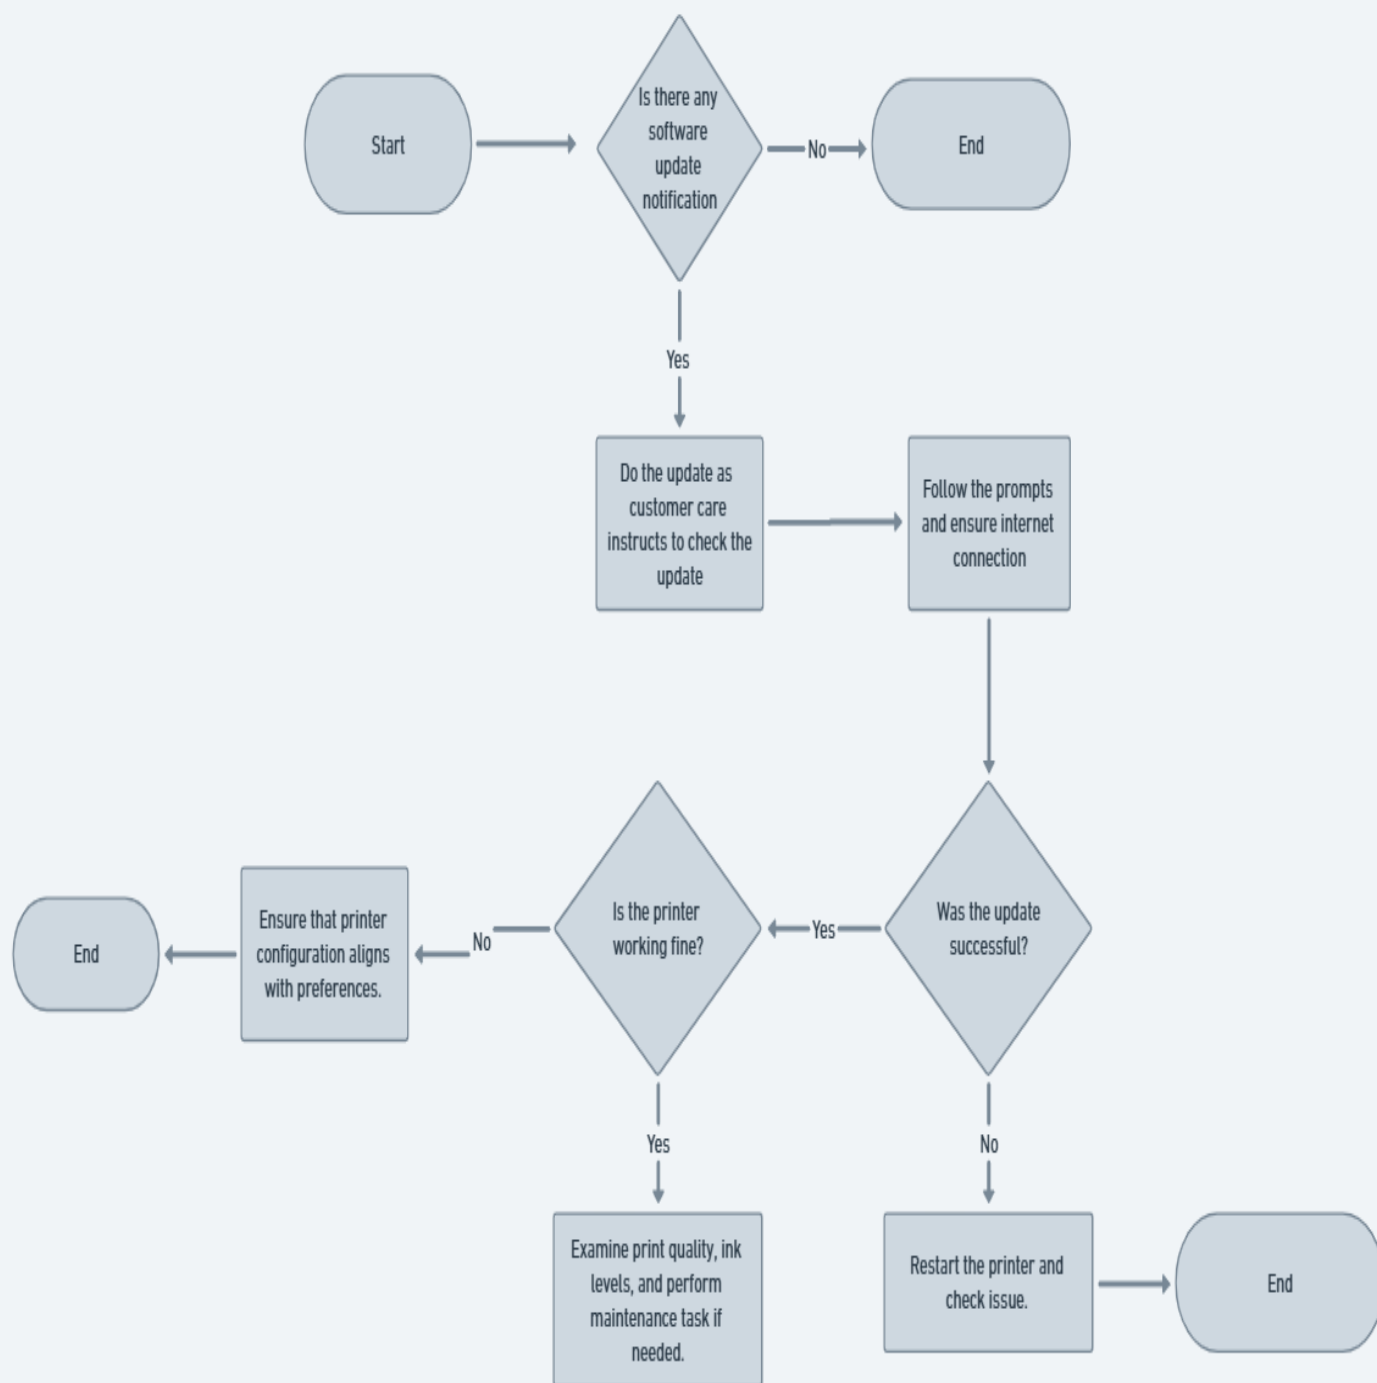 Start
Is there any
software
update
notification
No
End
Yes
Do the update as
customer care
instructs to check the
update
Follow the prompts
and ensure internet
connection
Was the update
successful?
Yes
Is the printer
working fine?
No
Ensure that printer
configuration aligns
with preferences.
End
Yes
Examine print quality, ink
levels, and perform
maintenance task if
needed.
No
Restart the printer and
check issue.
End